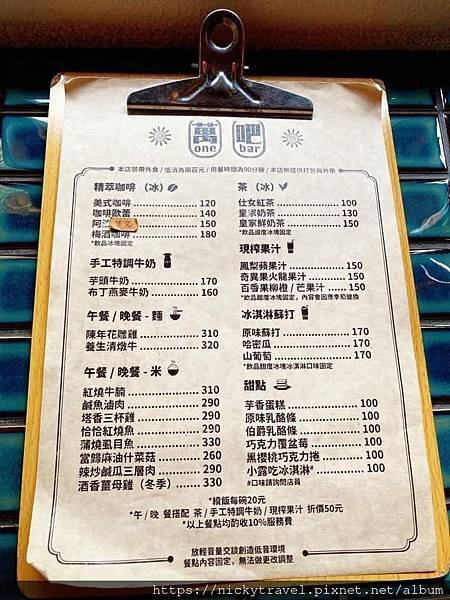 萬 吧
one bar
本店禁帶外食 / 低消為兩百元 / 用餐時間為90分鐘 / 本店無提供打包與外帶
精萃咖啡 (冰)
美式咖啡 120
咖啡歐蕾 140
阿 150
梅酒咖啡 180
*飲品冰塊固定
手工特調牛奶
芋頭牛奶 170
布丁燕麥牛奶 160
午餐 / 晚餐 - 麵
陳年花雕雞 310
養生清燉牛 320
午餐 / 晚餐 - 米
紅燒牛腩 310
鹹魚滷肉 290
塔香三杯雞 290
恰恰紅燒魚 290
蒲燒虱目魚 330
當歸麻油什菜菇 260
辣炒鹹瓜三層肉 290
酒香薑母雞 (冬季) 330
茶 (冰)
仕女紅茶 100
皇家奶茶 130
皇家鮮奶茶 150
*飲品甜度冰塊固定
現榨果汁
鳳梨蘋果汁 150
奇異果火龍果汁 150
百香果柳橙 / 芒果汁 150
*飲品甜度冰塊固定，內容會因應季節變換
冰淇淋蘇打
原味蘇打 170
哈密瓜 170
山葡萄 170
*飲品甜度冰塊冰淇淋口味固定
甜點
芋香蛋糕 100
原味乳酪條 100
伯爵乳酪條 100
巧克力覆盆莓 100
黑櫻桃巧克力捲 100
小露吃冰淇淋# 100
#口味請詢問店員
*續飯每碗20元
*午 / 晚 餐搭配 茶 / 手工特調牛奶 / 現榨果汁 折價50元
*以上餐點均酌收10%服務費
放輕音量交談創造低音環境
餐點內容固定，無法做更改調整
https://nickytravel.pixnet.net/album